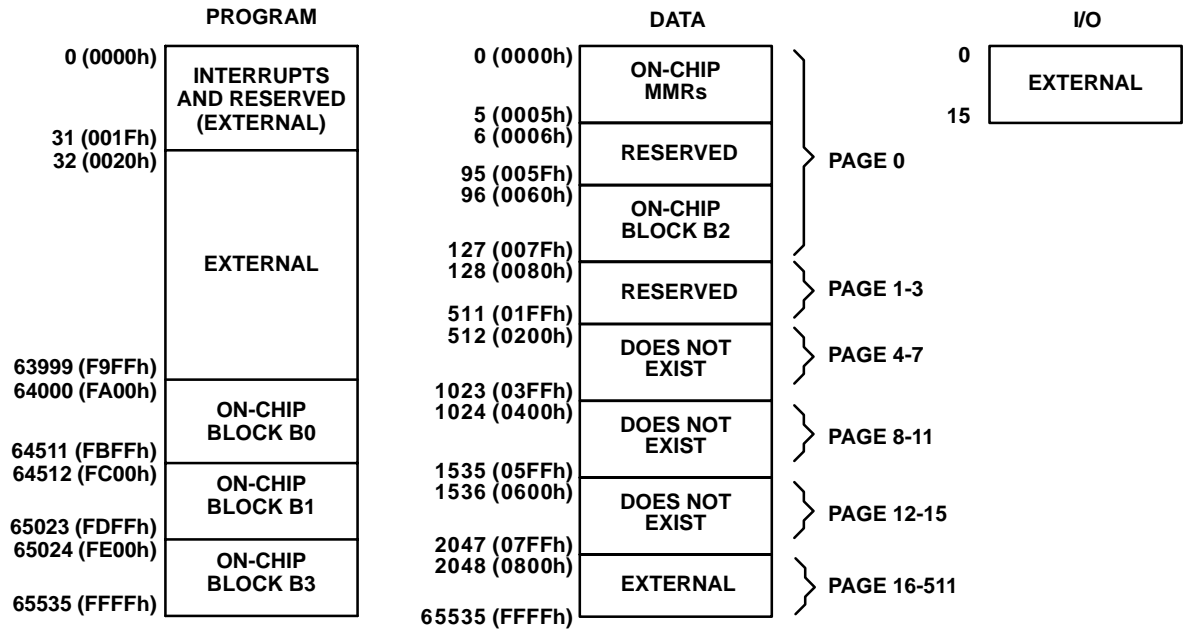 PROGRAM
0 (0000h)
INTERRUPTS
AND RESERVED
(EXTERNAL)
31 (001Fh)
32 (0020h)
EXTERNAL
63999 (F9FFh)
64000 (FA00h)
ON-CHIP
BLOCK B0
64511 (FBFFh)
64512 (FC00h)
ON-CHIP
BLOCK B1
65023 (FDFFh)
65024 (FE00h)
ON-CHIP
BLOCK B3
65535 (FFFFh)
DATA
0 (0000h)
ON-CHIP
MMRs
5 (0005h)
6 (0006h)
RESERVED
95 (005Fh)
96 (0060h)
ON-CHIP
BLOCK B2
127 (007Fh)
PAGE 0
128 (0080h)
RESERVED
511 (01FFh)
PAGE 1-3
512 (0200h)
DOES NOT
EXIST
1023 (03FFh)
PAGE 4-7
1024 (0400h)
DOES NOT
EXIST
1535 (05FFh)
PAGE 8-11
1536 (0600h)
DOES NOT
EXIST
2047 (07FFh)
PAGE 12-15
2048 (0800h)
EXTERNAL
65535 (FFFFh)
PAGE 16-511
I/O
0
EXTERNAL
15